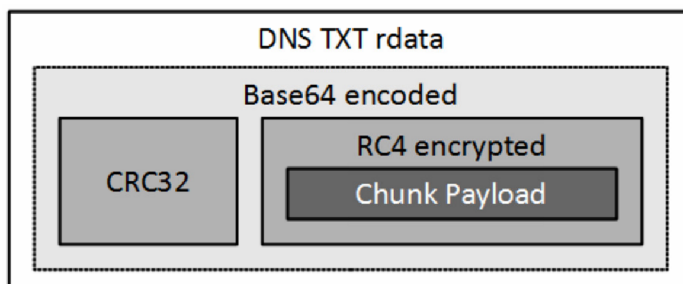 DNS TXT rdata
Base64 encoded
CRC32
RC4 encrypted
Chunk Payload